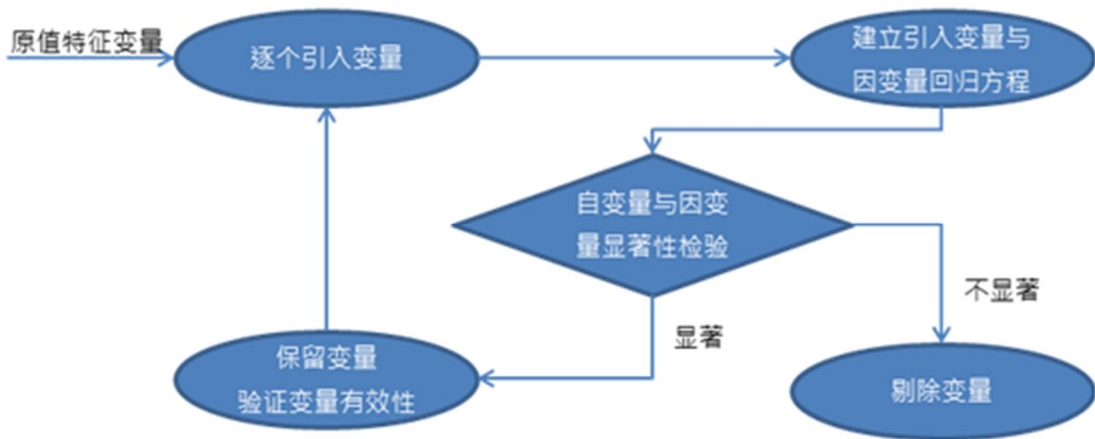 原值特征变量
逐个引入变量
建立引入变量与
因变量回归方程
自变量与因变
量显著性检验
不显著
显著
保留变量
验证变量有效性
剔除变量